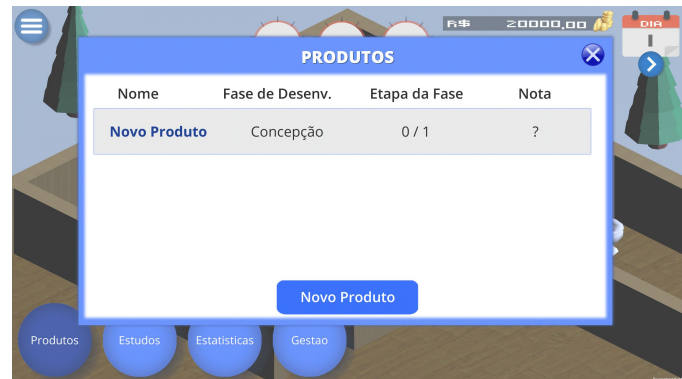 R$ 20000,00
DIA
1
PRODUTOS
Nome Fase de Desenv. Etapa da Fase Nota
Novo Produto Concepção 0 / 1 ?
Novo Produto
Produtos Estudos Estatisticas Gestao